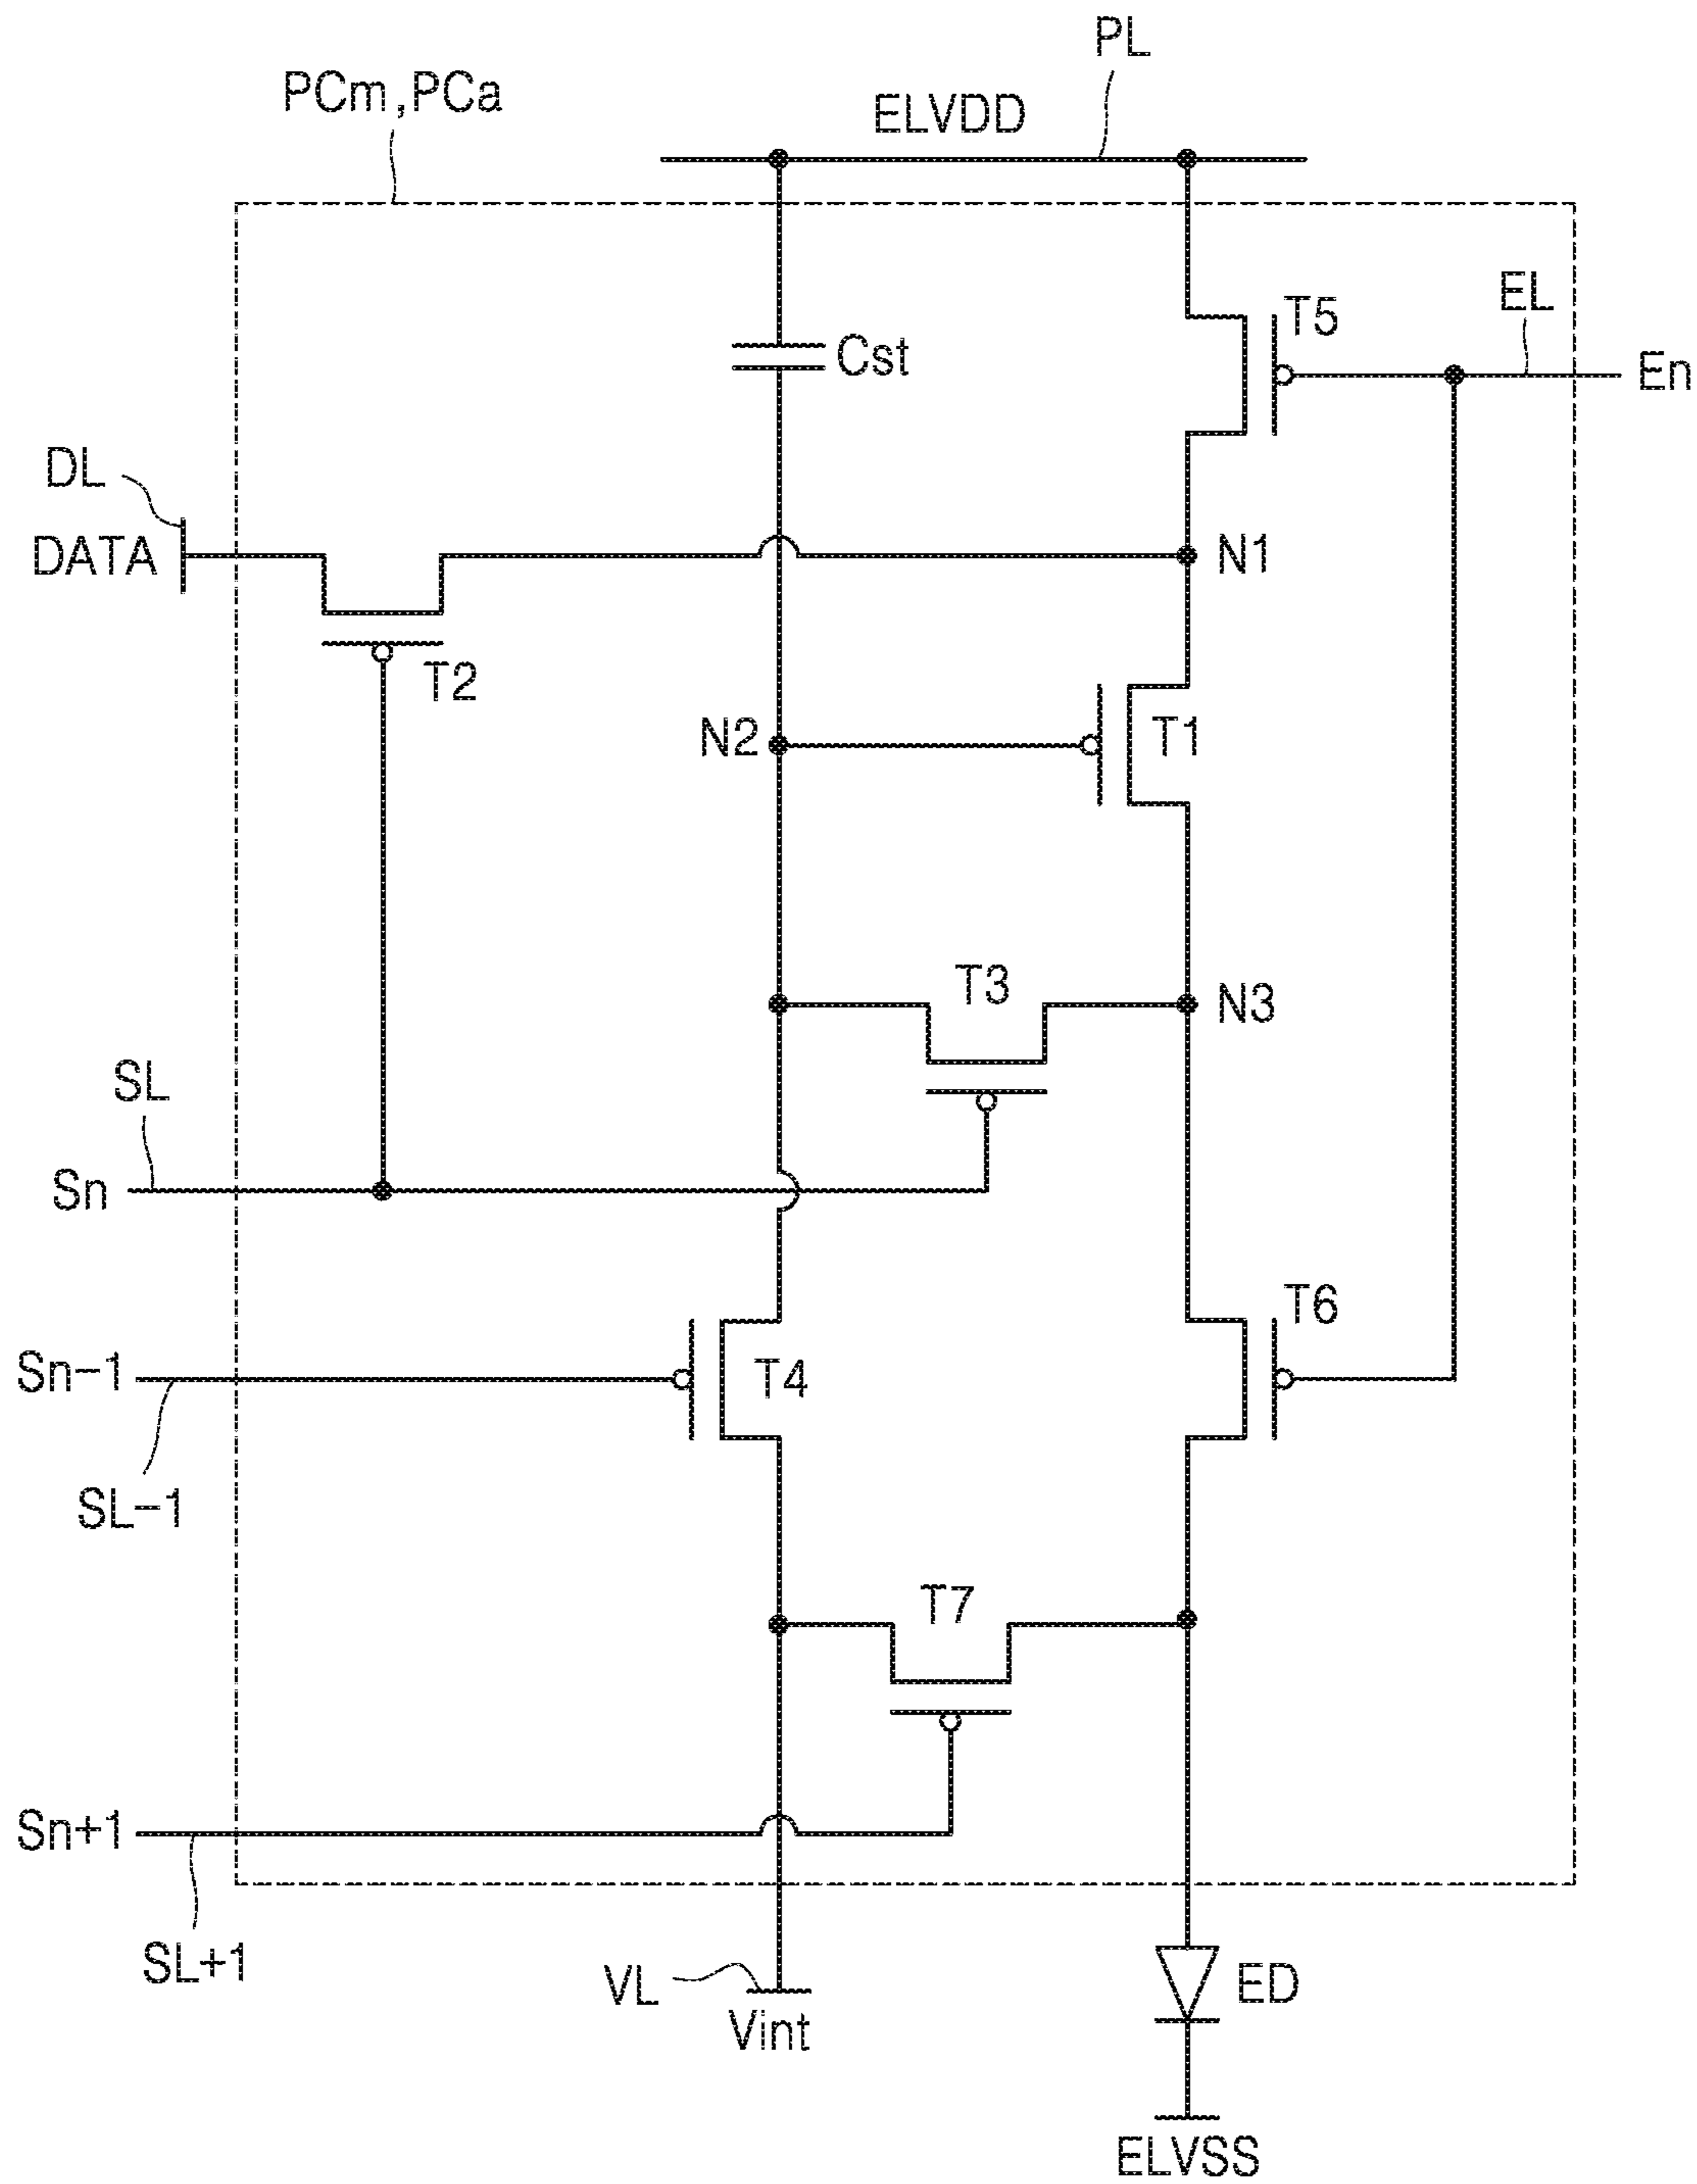 PL
PCm,PCa
ELVDD
EL
T5
Cst
En
DL
DATA
N1
T2
N2
T1
T3
N3
SL
Sn
T6
Sn-1
T4
SL-1
T7
Sn+1
SL+1
VL
ED
Vint
ELVSS